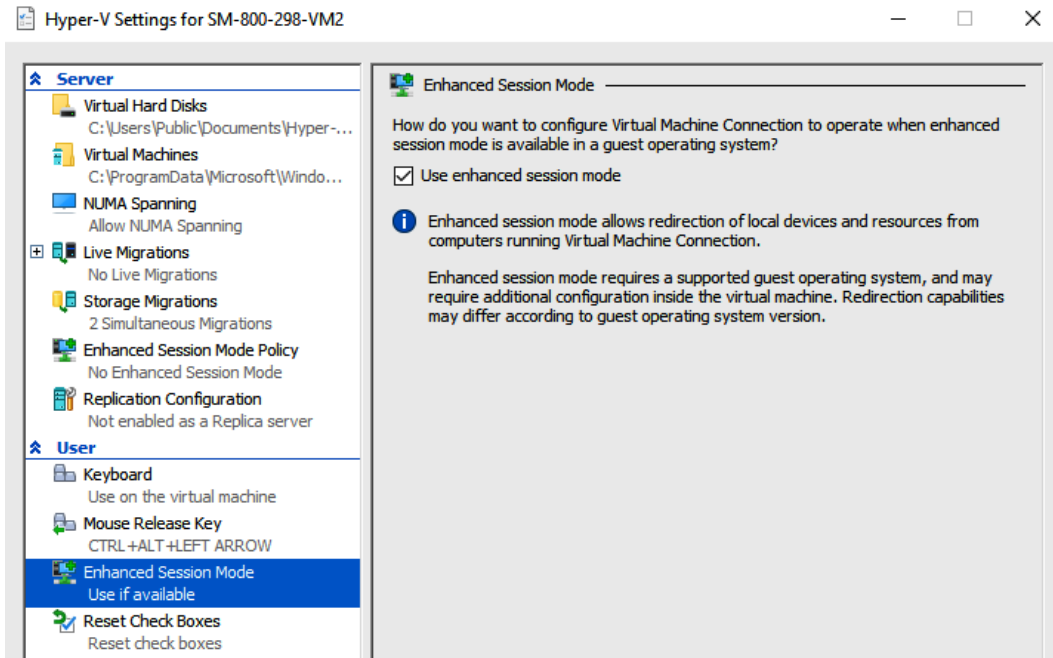 Hyper-V Settings for SM-800-298-VM2
Server
Virtual Hard Disks
C:\Users\Public\Documents\Hyper-...
Virtual Machines
C:\ProgramData\Microsoft\Windo...
NUMA Spanning
Allow NUMA Spanning
Live Migrations
No Live Migrations
Storage Migrations
2 Simultaneous Migrations
Enhanced Session Mode Policy
No Enhanced Session Mode
Replication Configuration
Not enabled as a Replica server
User
Keyboard
Use on the virtual machine
Mouse Release Key
CTRL+ALT+LEFT ARROW
Enhanced Session Mode
Use if available
Reset Check Boxes
Reset check boxes
Enhanced Session Mode
How do you want to configure Virtual Machine Connection to operate when enhanced
session mode is available in a guest operating system?
Use enhanced session mode
Enhanced session mode allows redirection of local devices and resources from
computers running Virtual Machine Connection.
Enhanced session mode requires a supported guest operating system, and may
require additional configuration inside the virtual machine. Redirection capabilities
may differ according to guest operating system version.